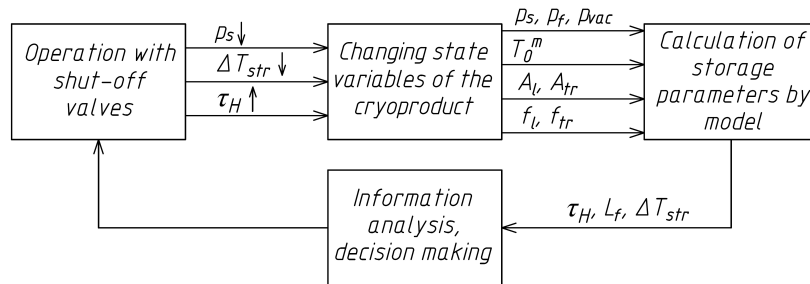 Operation with
shut-off
valves
p_s ↓
ΔT_str ↓
τ_H ↑
Changing state
variables of the
cryoproduct
p_s, p_f, p_vac
T_0^m
A_l, A_tr
f_l, f_tr
Calculation of
storage
parameters by
model
Information
analysis,
decision making
τ_H, L_f, ΔT_str